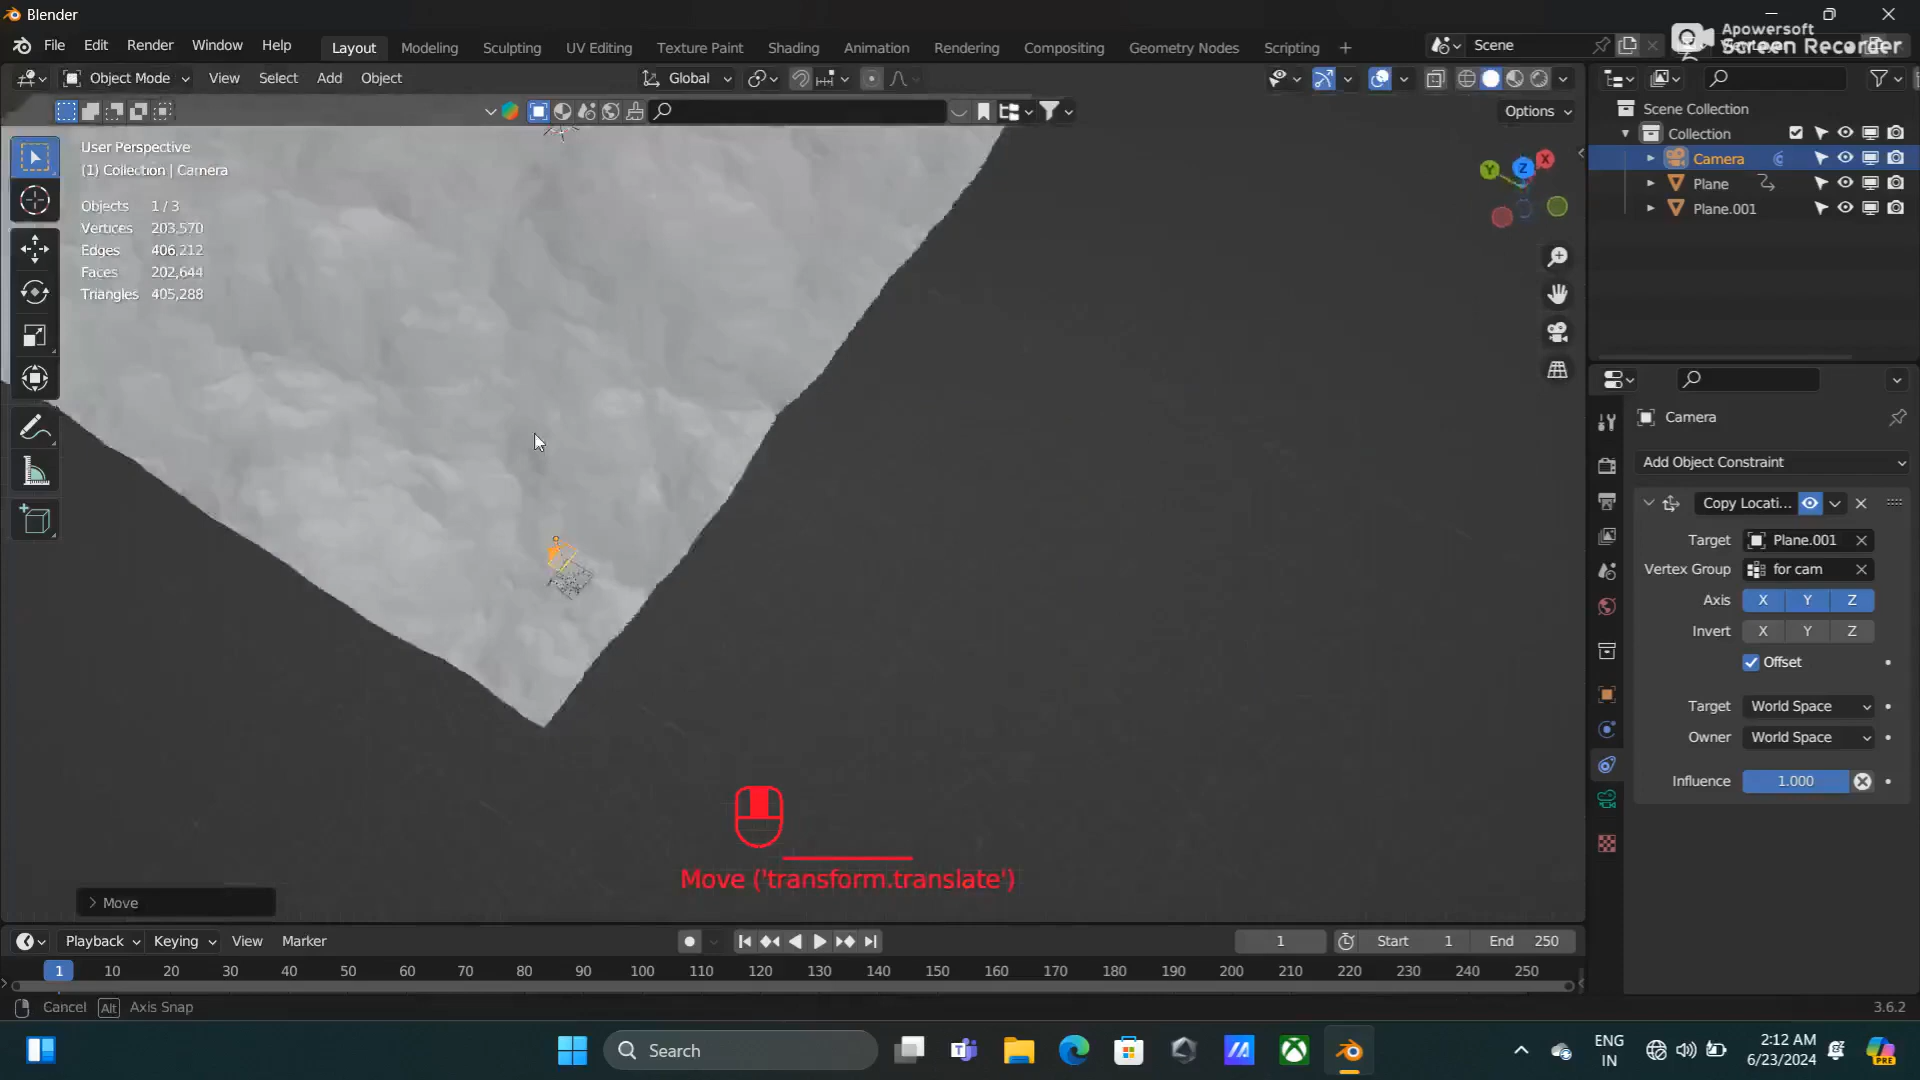 Blender
File Edit Render Window Help
Layout Modeling Sculpting UV Editing Texture Paint Shading Animation Rendering Compositing Geometry Nodes Scripting +
Scene
Apowersoft
Screen Recorder
Object Mode View Select Add Object
Global
Options
User Perspective
(1) Collection | Camera
Objects 1 / 3
Vertices 203,570
Edges 406,212
Faces 202,644
Triangles 405,288
Y Z X
Scene Collection
Collection
Camera
Plane
Plane.001
Camera
Add Object Constraint
Copy Locati...
Target Plane.001
Vertex Group for cam
Axis X Y Z
Invert X Y Z
Offset
Target World Space
Owner World Space
Influence 1.000
Move ('transform.translate')
Move
Playback Keying View Marker
1 Start 1 End 250
1 10 20 30 40 50 60 70 80 90 100 110 120 130 140 150 160 170 180 190 200 210 220 230 240 250
Cancel Alt Axis Snap
3.6.2
Search
ENG
IN
2:12 AM
6/23/2024
PRE